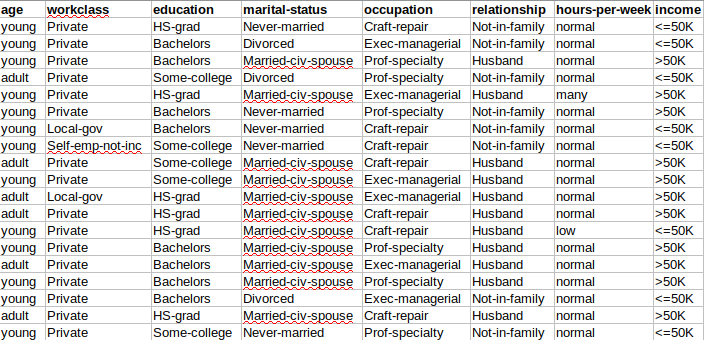 age workclass education marital-status occupation relationship hours-per-week income
young Private HS-grad Never-married Craft-repair Not-in-family normal <=50K
young Private Bachelors Divorced Exec-managerial Not-in-family normal <=50K
young Private Bachelors Married-civ-spouse Prof-specialty Husband normal >50K
adult Private Some-college Divorced Prof-specialty Not-in-family normal <=50K
young Private HS-grad Married-civ-spouse Exec-managerial Husband many >50K
young Private Bachelors Never-married Prof-specialty Not-in-family normal >50K
young Local-gov Bachelors Never-married Craft-repair Not-in-family normal <=50K
young Self-emp-not-inc Some-college Never-married Craft-repair Not-in-family normal <=50K
adult Private Some-college Married-civ-spouse Craft-repair Husband normal >50K
young Private Some-college Married-civ-spouse Exec-managerial Husband normal >50K
adult Local-gov HS-grad Married-civ-spouse Exec-managerial Husband normal >50K
adult Private HS-grad Married-civ-spouse Craft-repair Husband normal >50K
young Private HS-grad Married-civ-spouse Craft-repair Husband low <=50K
young Private Bachelors Married-civ-spouse Prof-specialty Husband normal >50K
adult Private Bachelors Married-civ-spouse Exec-managerial Husband normal >50K
young Private Bachelors Married-civ-spouse Prof-specialty Husband normal >50K
young Private Bachelors Divorced Exec-managerial Not-in-family normal <=50K
adult Private HS-grad Married-civ-spouse Craft-repair Husband normal >50K
young Private Some-college Never-married Prof-specialty Not-in-family normal <=50K